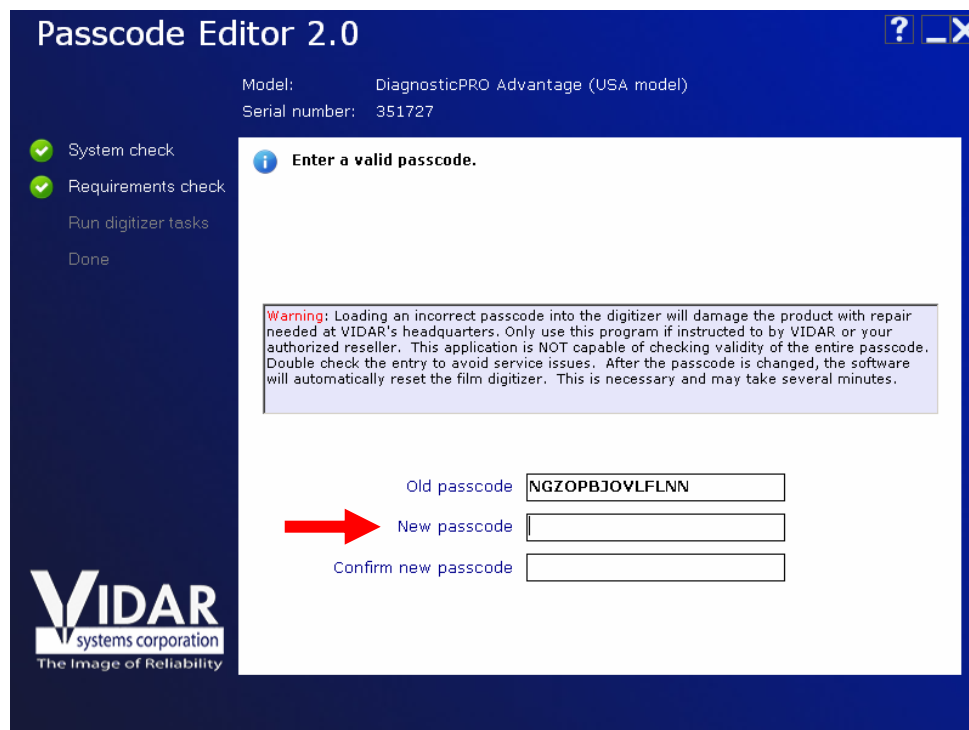 Passcode Editor 2.0
? _ X
Model: DiagnosticPRO Advantage (USA model)
Serial number: 351727
System check
Requirements check
Run digitizer tasks
Done
Enter a valid passcode.
Warning: Loading an incorrect passcode into the digitizer will damage the product with repair
needed at VIDAR's headquarters. Only use this program if instructed to by VIDAR or your
authorized reseller. This application is NOT capable of checking validity of the entire passcode.
Double check the entry to avoid service issues. After the passcode is changed, the software
will automatically reset the film digitizer. This is necessary and may take several minutes.
Old passcode NGZOPBJOVLFLNN
New passcode
Confirm new passcode
VIDAR
systems corporation
The Image of Reliability